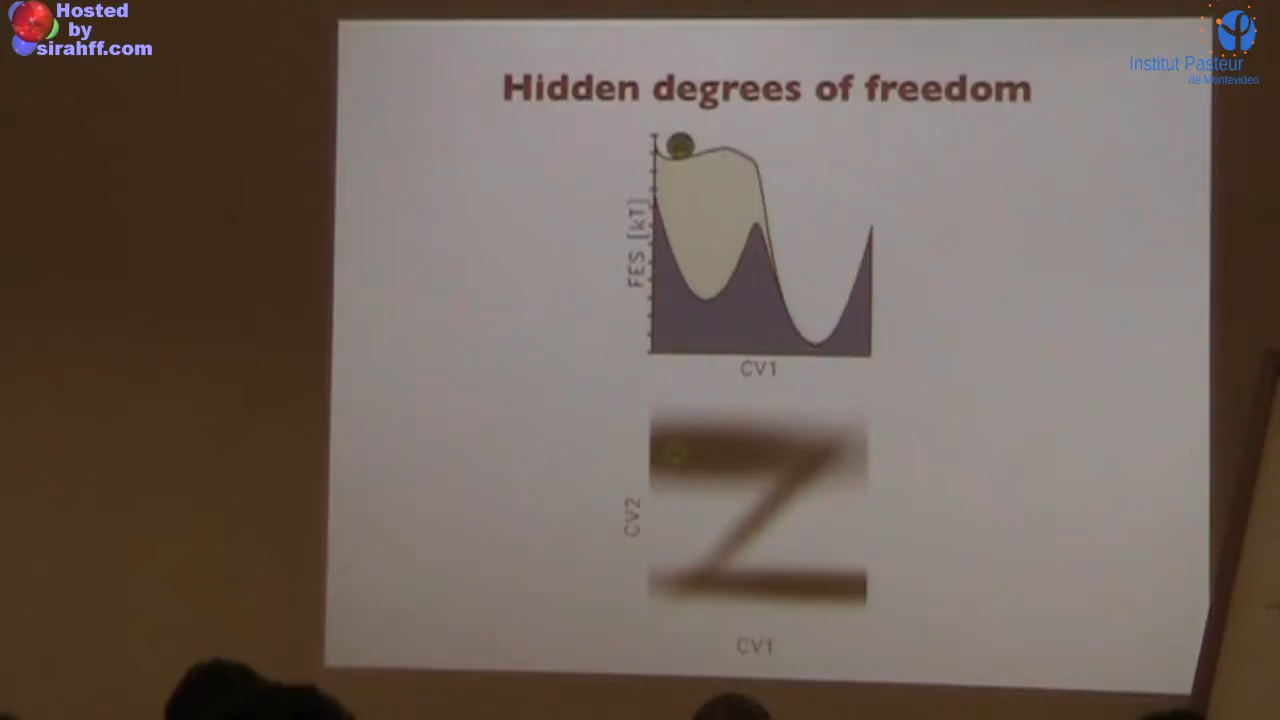 Hosted
by
sirahff.com
Institut Pasteur
de Montevideo
Hidden degrees of freedom
FES [kT]
CV1
CV2
CV1